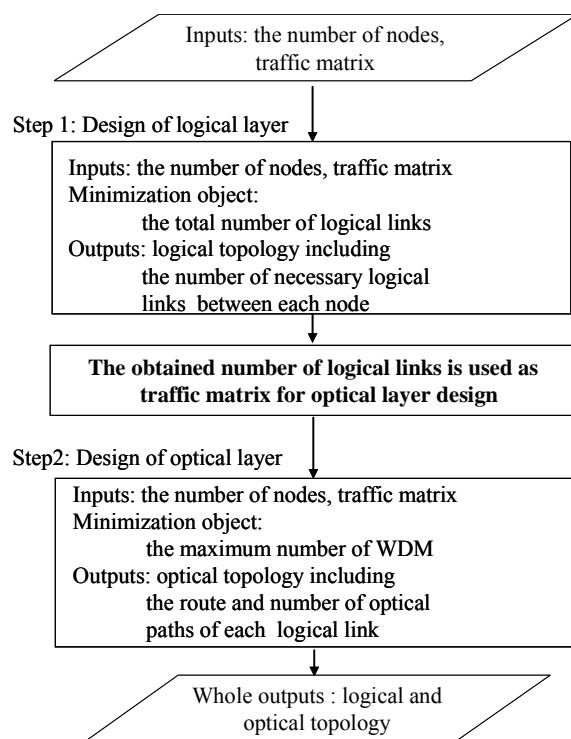 Inputs: the number of nodes,
traffic matrix
Step 1: Design of logical layer
Inputs: the number of nodes, traffic matrix
Minimization object:
the total number of logical links
Outputs: logical topology including
the number of necessary logical
links between each node
The obtained number of logical links is used as
traffic matrix for optical layer design
Step2: Design of optical layer
Inputs: the number of nodes, traffic matrix
Minimization object:
the maximum number of WDM
Outputs: optical topology including
the route and number of optical
paths of each logical link
Whole outputs : logical and
optical topology